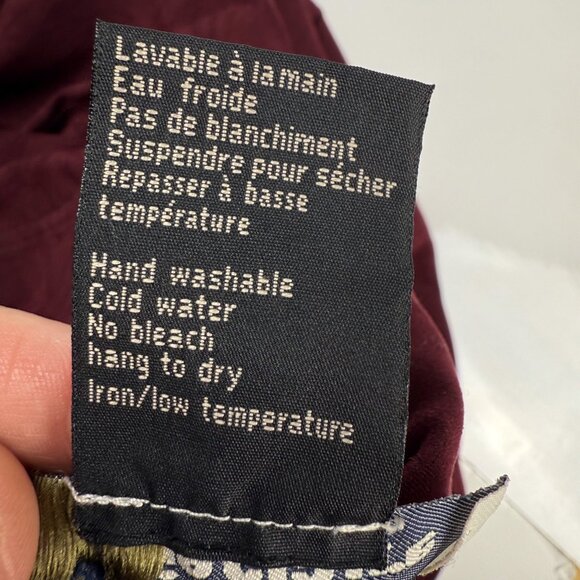 Lavable à la main
Eau froide
Pas de blanchiment
Suspendre pour sécher
Repasser à basse
température
Hand washable
Cold water
No bleach
hang to dry
Iron/low temperature